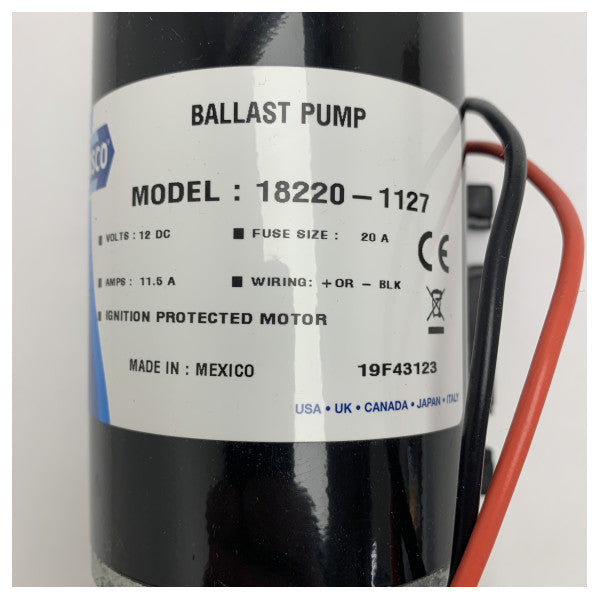 BALLAST PUMP
MODEL : 18220-1127
VOLTS : 12 DC ■ FUSE SIZE : 20 A
AMPS : 11.5 A ■ WIRING: +OR - BLK
CE
IGNITION PROTECTED MOTOR
MADE IN : MEXICO 19F43123
USA • UK • CANADA • JAPAN • ITALY